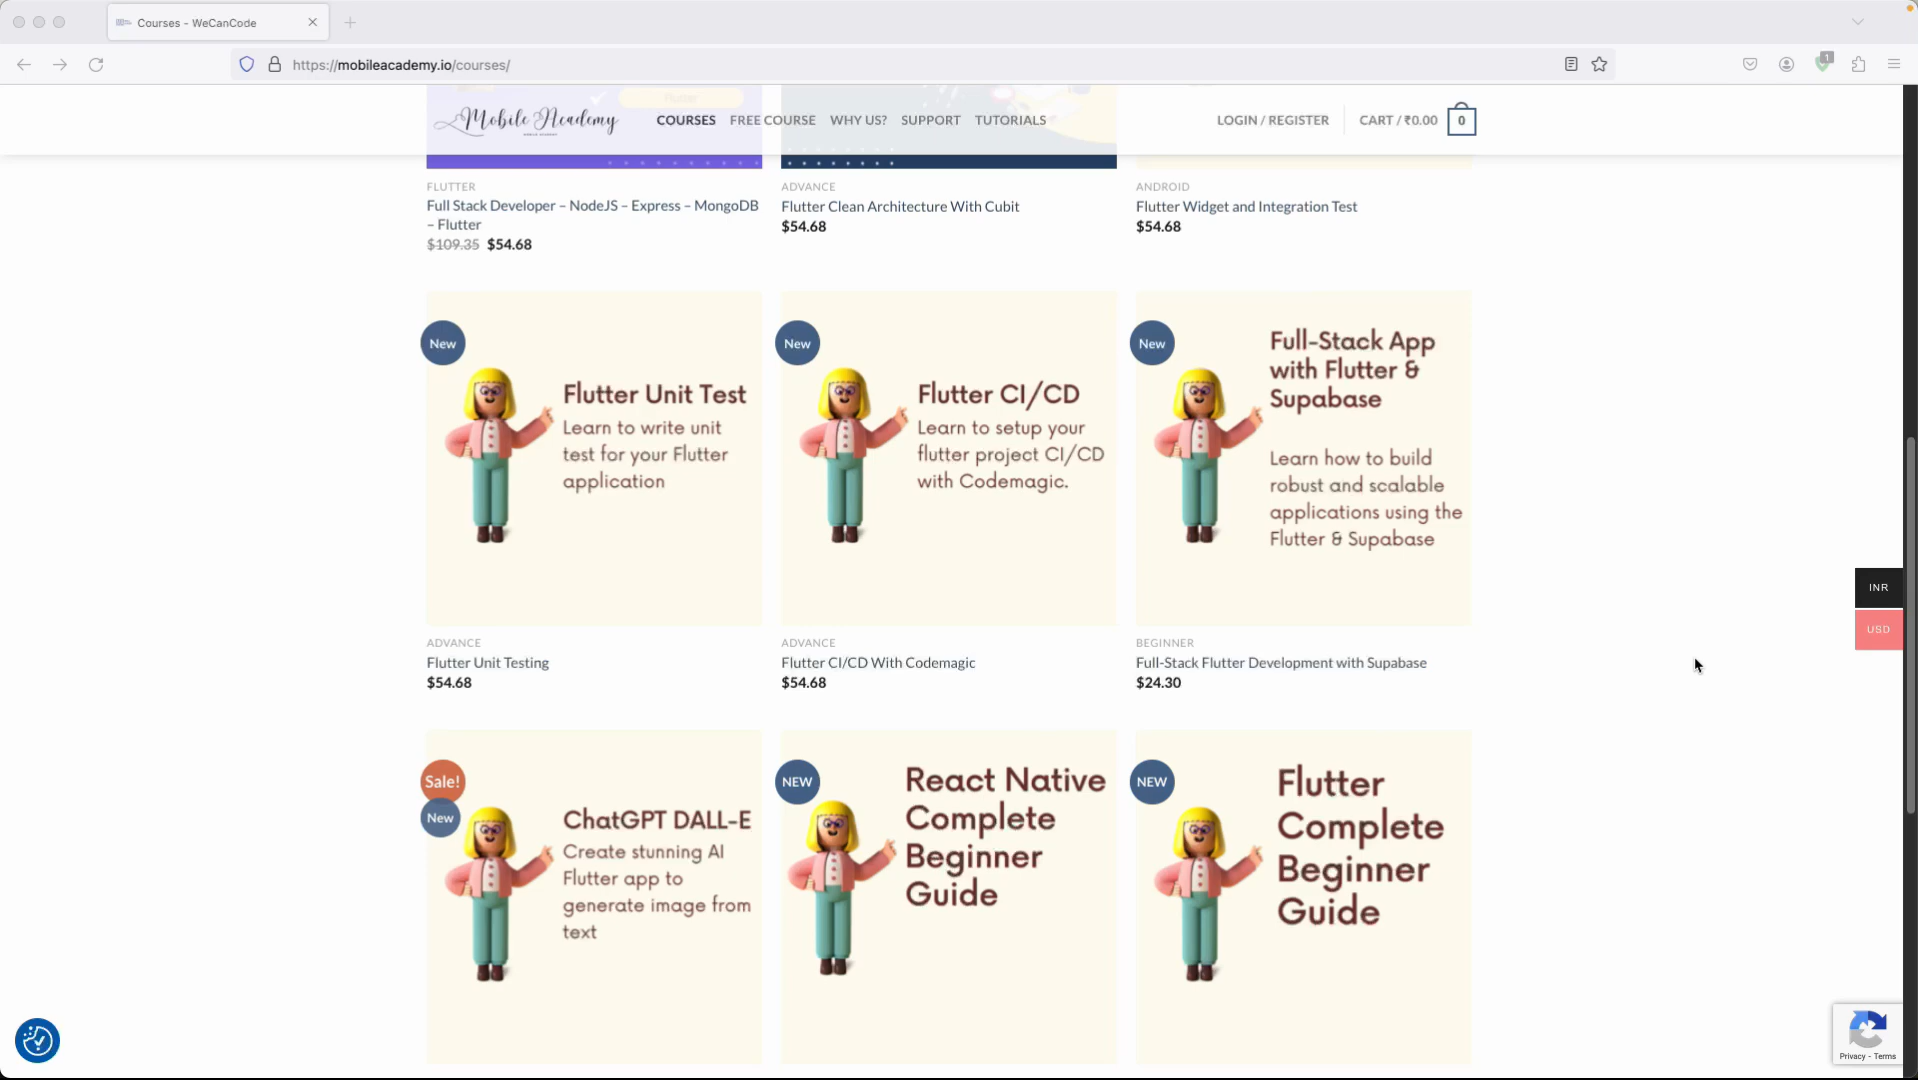 Courses - WeCanCode
https://mobileacademy.io/courses/
1
Mobile Academy
COURSES
FREE COURSE
WHY US?
SUPPORT
TUTORIALS
LOGIN / REGISTER
CART / ₹0.00
0
FLUTTER
Full Stack Developer – NodeJS – Express – MongoDB
– Flutter
$109.35 $54.68
ADVANCE
Flutter Clean Architecture With Cubit
$54.68
ANDROID
Flutter Widget and Integration Test
$54.68
New
Flutter Unit Test
Learn to write unit
test for your Flutter
application
ADVANCE
Flutter Unit Testing
$54.68
New
Flutter CI/CD
Learn to setup your
flutter project CI/CD
with Codemagic.
ADVANCE
Flutter CI/CD With Codemagic
$54.68
New
Full-Stack App
with Flutter &
Supabase
Learn how to build
robust and scalable
applications using the
Flutter & Supabase
BEGINNER
Full-Stack Flutter Development with Supabase
$24.30
INR
USD
Sale!
New
ChatGPT DALL-E
Create stunning AI
Flutter app to
generate image from
text
NEW
React Native
Complete
Beginner
Guide
NEW
Flutter
Complete
Beginner
Guide
Privacy - Terms